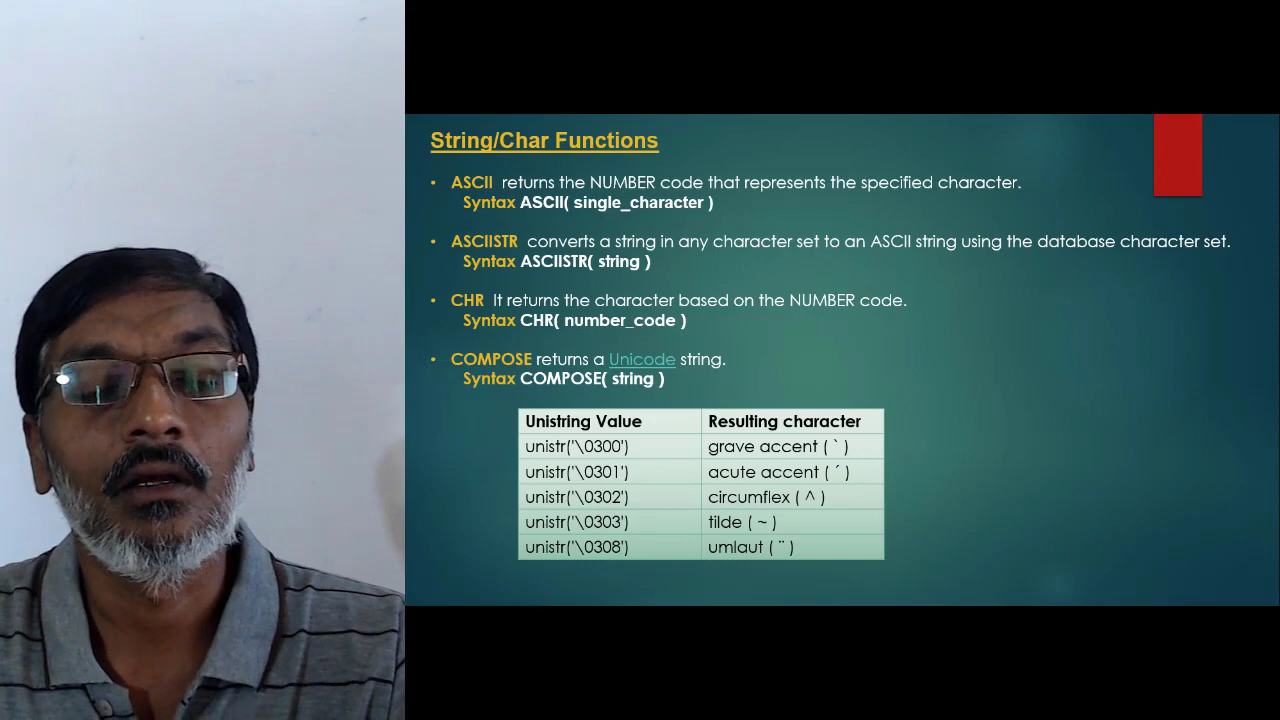 String/Char Functions
• ASCII returns the NUMBER code that represents the specified character.
Syntax ASCII( single_character )
• ASCIISTR converts a string in any character set to an ASCII string using the database character set.
Syntax ASCIISTR( string )
• CHR It returns the character based on the NUMBER code.
Syntax CHR( number_code )
• COMPOSE returns a Unicode string.
Syntax COMPOSE( string )
Unistring Value Resulting character
unistr('\0300') grave accent ( ` )
unistr('\0301') acute accent ( ´ )
unistr('\0302') circumflex ( ^ )
unistr('\0303') tilde ( ~ )
unistr('\0308') umlaut ( ¨ )